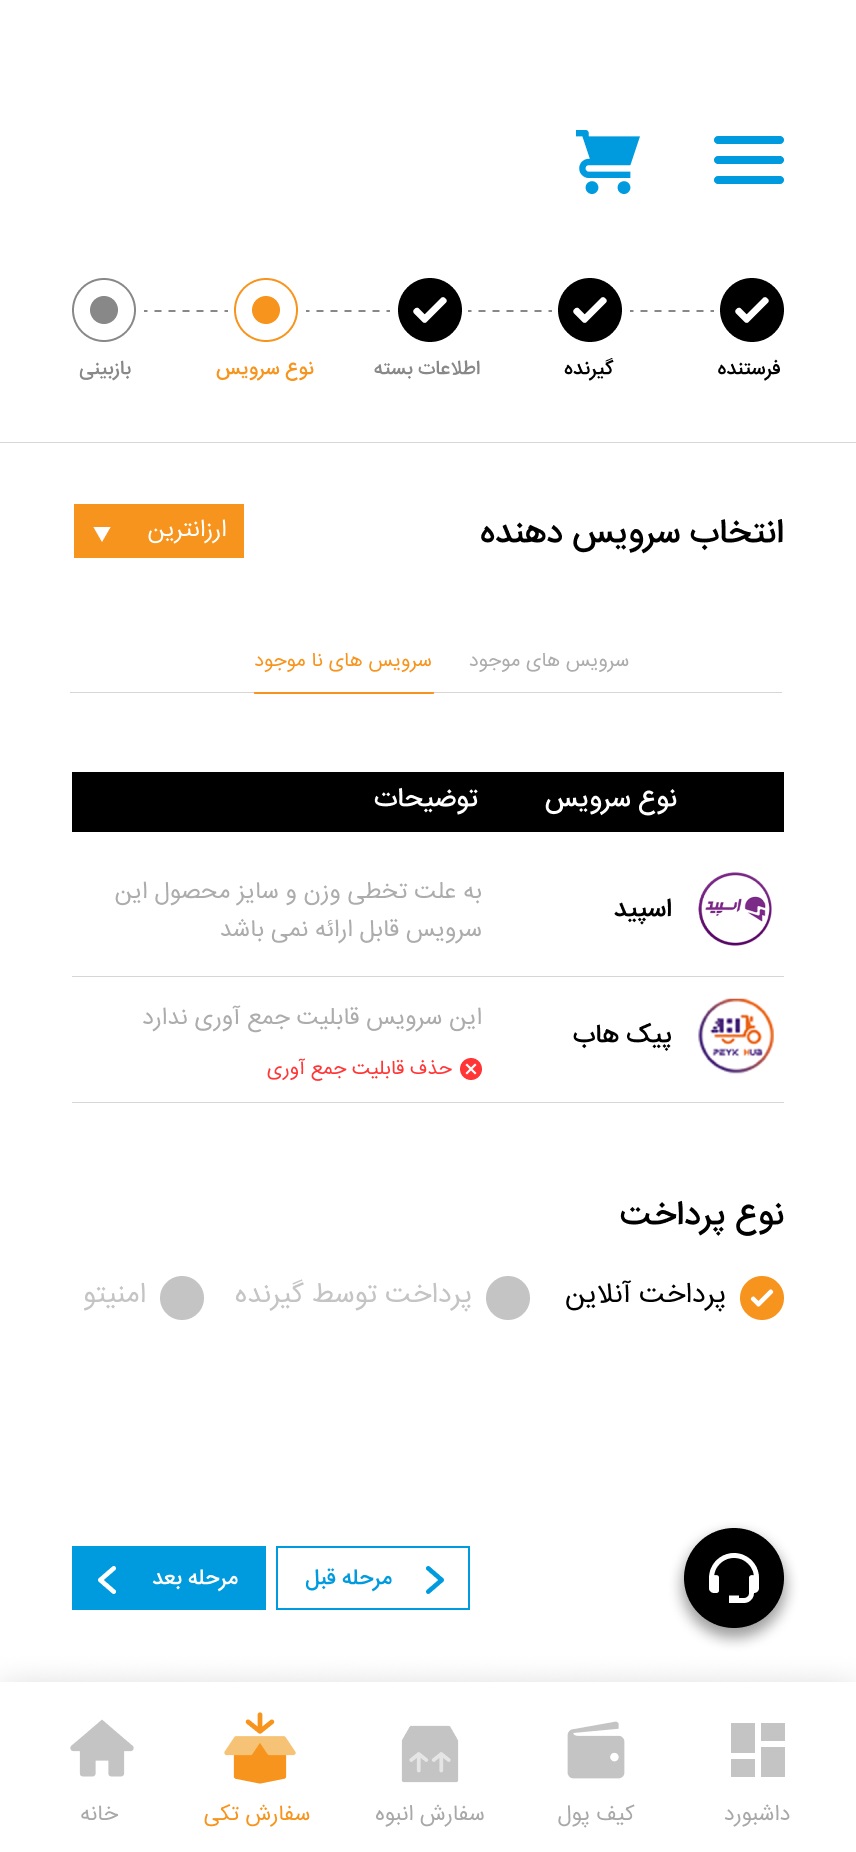 فرستنده
گیرنده
اطلاعات بسته
نوع سرویس
بازبینی
انتخاب سرویس دهنده
ارزانترین
سرویس های موجود
سرویس های نا موجود
نوع سرویس
توضیحات
اسپید
اسپید
به علت تخطی وزن و سایز محصول این
سرویس قابل ارائه نمی باشد
PEYK HUB
پیک هاب
این سرویس قابلیت جمع آوری ندارد
حذف قابلیت جمع آوری
نوع پرداخت
پرداخت آنلاین
پرداخت توسط گیرنده
امنیتو
مرحله قبل
مرحله بعد
داشبورد
کیف پول
سفارش انبوه
سفارش تکی
خانه